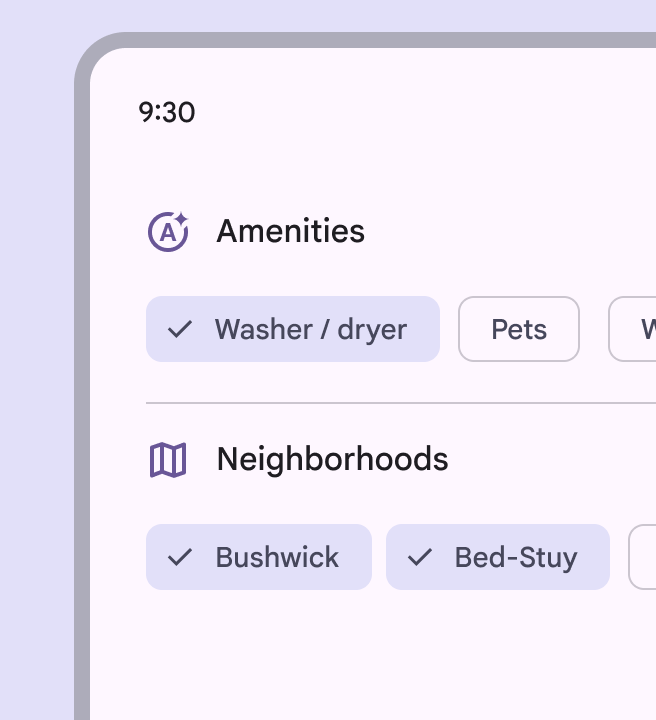 9:30
A Amenities
Washer / dryer Pets
Neighborhoods
Bushwick Bed-Stuy